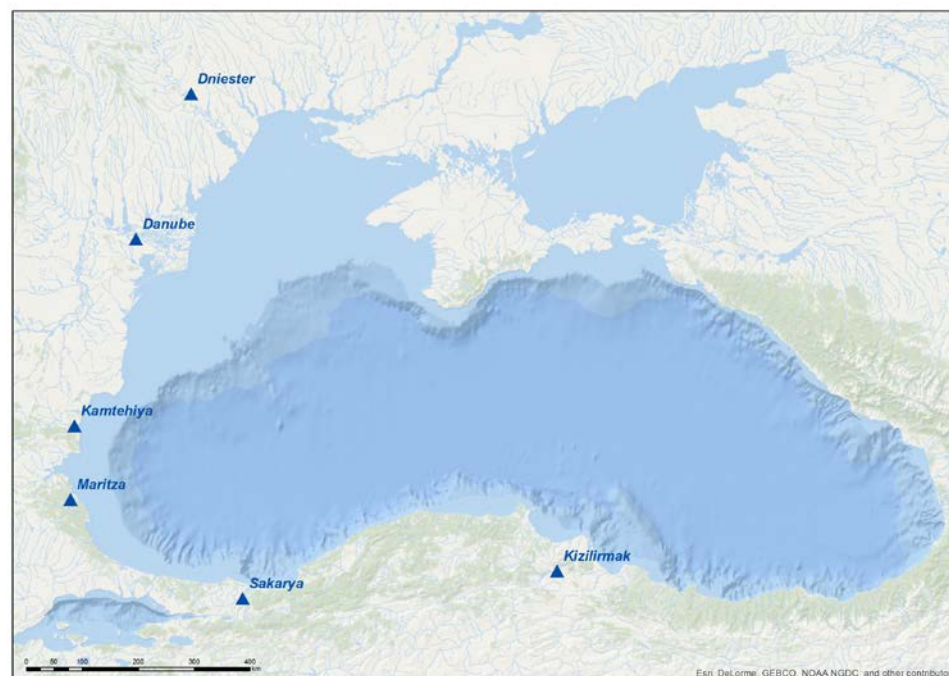 Dniester
Danube
Kamtehiya
Maritza
Sakarya
Kizilirmak
0 50 100 200 300 400
km
Esri, DeLorme, GEBCO, NOAA NGDC, and other contributo